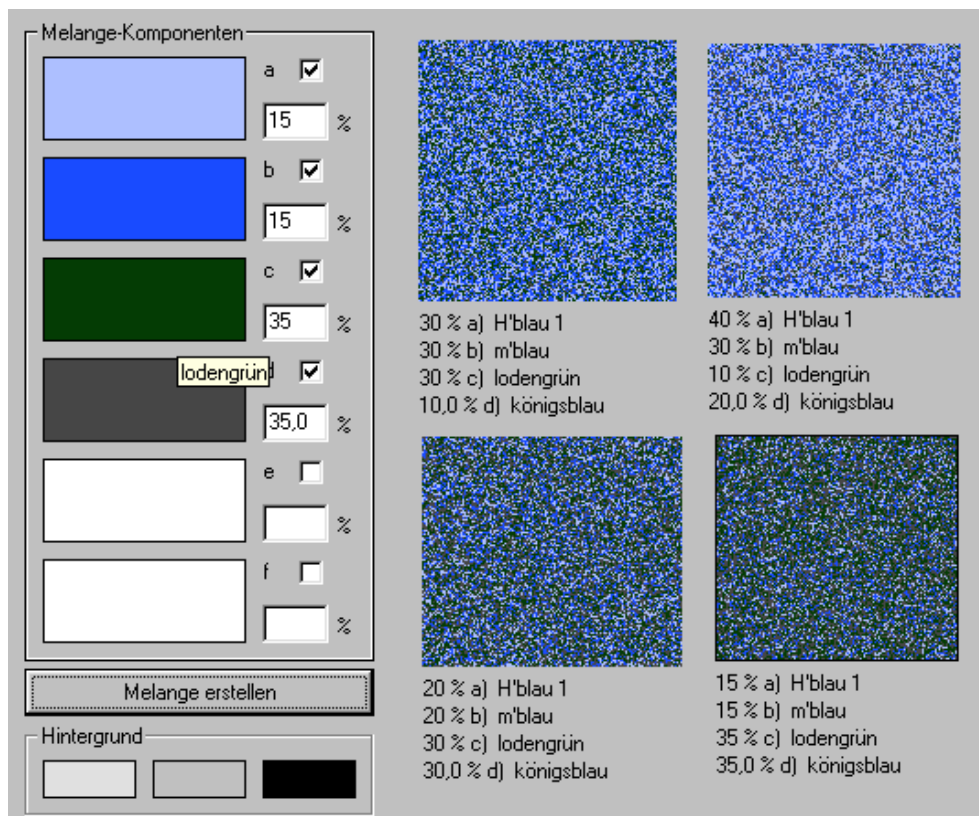 Melange-Komponenten
a
15 %
b
15 %
c
35 %
lodengrün
35,0 %
e
%
f
%
Melange erstellen
Hintergrund
30 % a) H'blau 1
30 % b) m'blau
30 % c) lodengrün
10,0 % d) königsblau
40 % a) H'blau 1
30 % b) m'blau
10 % c) lodengrün
20,0 % d) königsblau
20 % a) H'blau 1
20 % b) m'blau
30 % c) lodengrün
30,0 % d) königsblau
15 % a) H'blau 1
15 % b) m'blau
35 % c) lodengrün
35,0 % d) königsblau